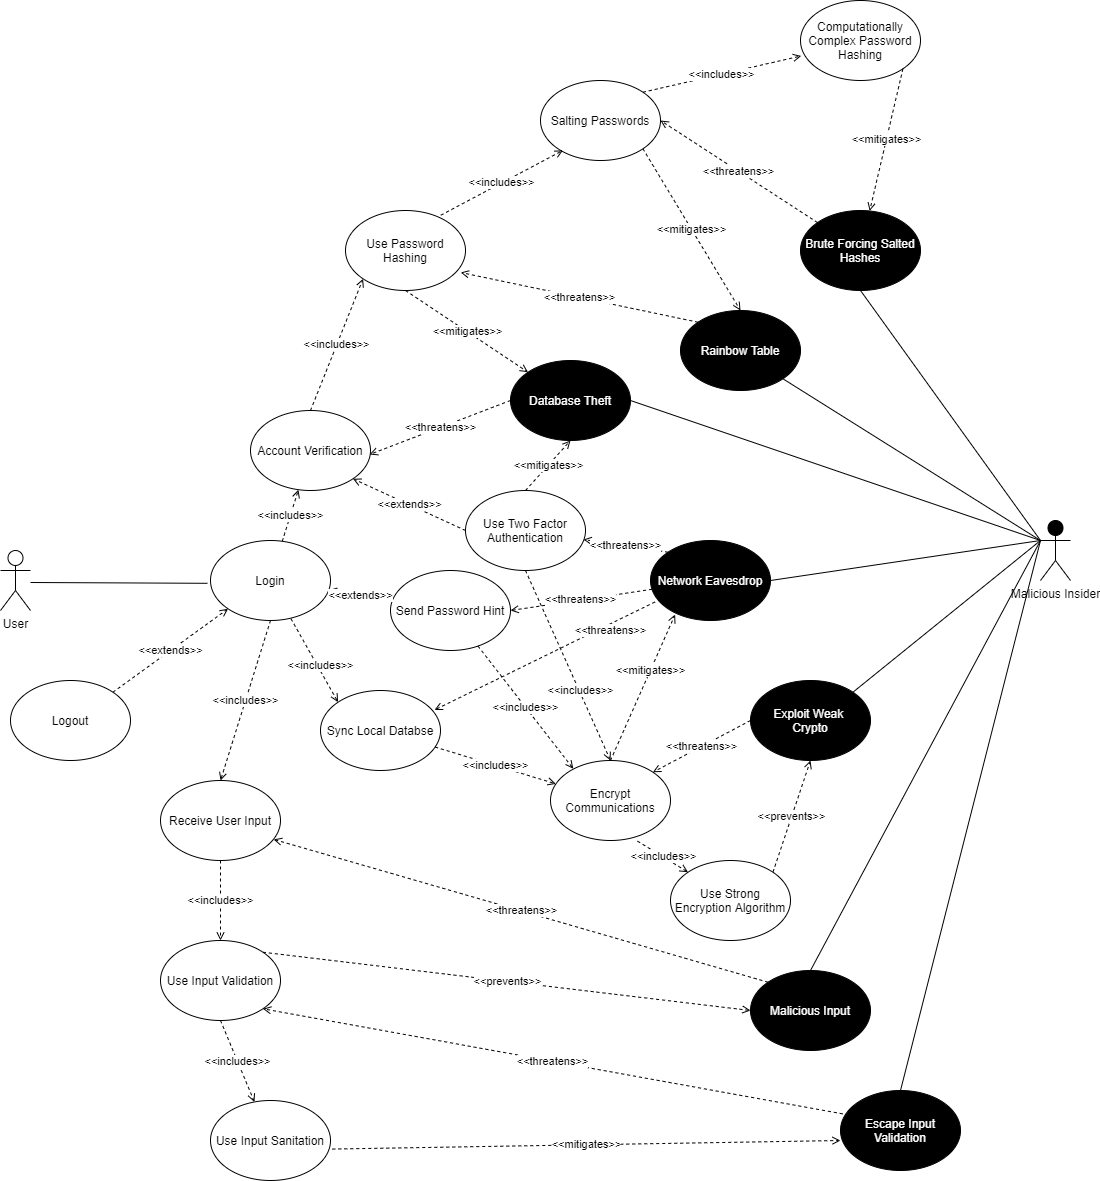 Computationally
Complex Password
Hashing
<<includes>>
Salting Passwords
<<mitigates>>
<<threatens>>
<<includes>>
<<mitigates>>
Use Password
Hashing
Brute Forcing Salted
Hashes
<<threatens>>
<<mitigates>>
<<includes>>
Rainbow Table
Database Theft
<<threatens>>
Account Verification
<<mitigates>>
<<extends>>
<<includes>>
Use Two Factor
Authentication
<<threatens>>
Login
Network Eavesdrop
<<extends>>
<<threatens>>
Malicious Insider
Send Password Hint
User
<<threatens>>
<<extends>>
<<includes>>
<<mitigates>>
<<includes>>
<<includes>>
<<includes>>
Logout
Exploit Weak
Crypto
Sync Local Databse
<<threatens>>
<<includes>>
Encrypt
Communications
Receive User Input
<<prevents>>
<<includes>>
Use Strong
Encryption Algorithm
<<includes>>
<<threatens>>
Use Input Validation
<<prevents>>
Malicious Input
<<includes>>
<<threatens>>
Escape Input
Validation
Use Input Sanitation
<<mitigates>>